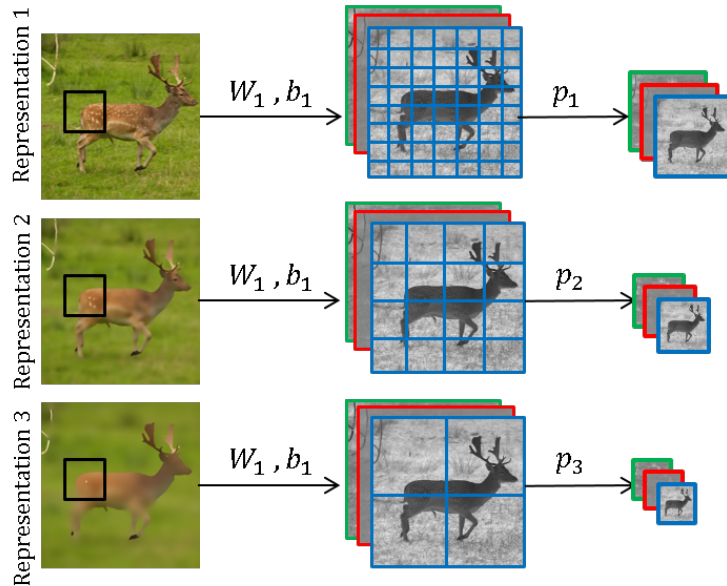 Representation 1
W₁ , b₁
p₁
Representation 2
W₁ , b₁
p₂
Representation 3
W₁ , b₁
p₃